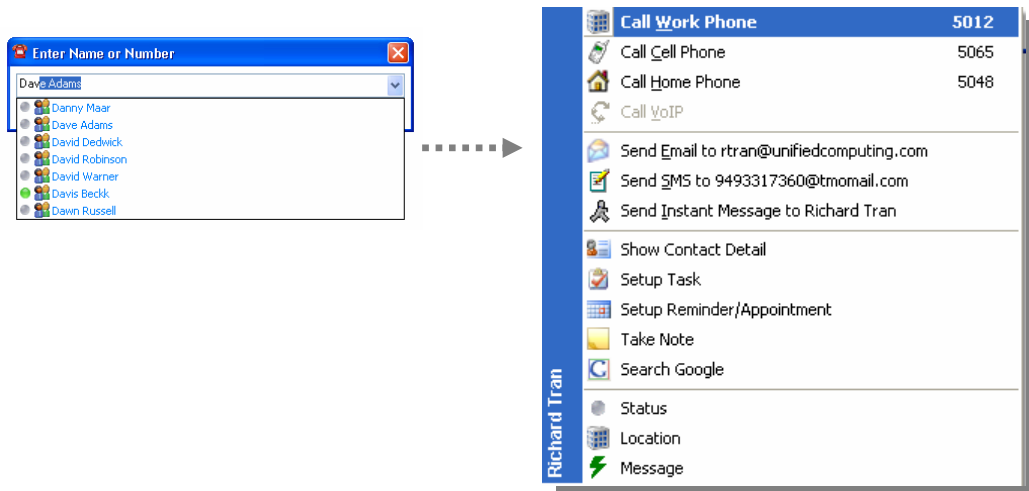 Enter Name or Number
Dave Adams
Danny Maar
Dave Adams
David Dedwick
David Robinson
David Warner
Davis Beckk
Dawn Russell
Call Work Phone 5012
Call Cell Phone 5065
Call Home Phone 5048
Call VoIP
Send Email to rtran@unifiedcomputing.com
Send SMS to 9493317360@tmomail.com
Send Instant Message to Richard Tran
Show Contact Detail
Setup Task
Setup Reminder/Appointment
Take Note
Search Google
Status
Location
Message
Richard Tran